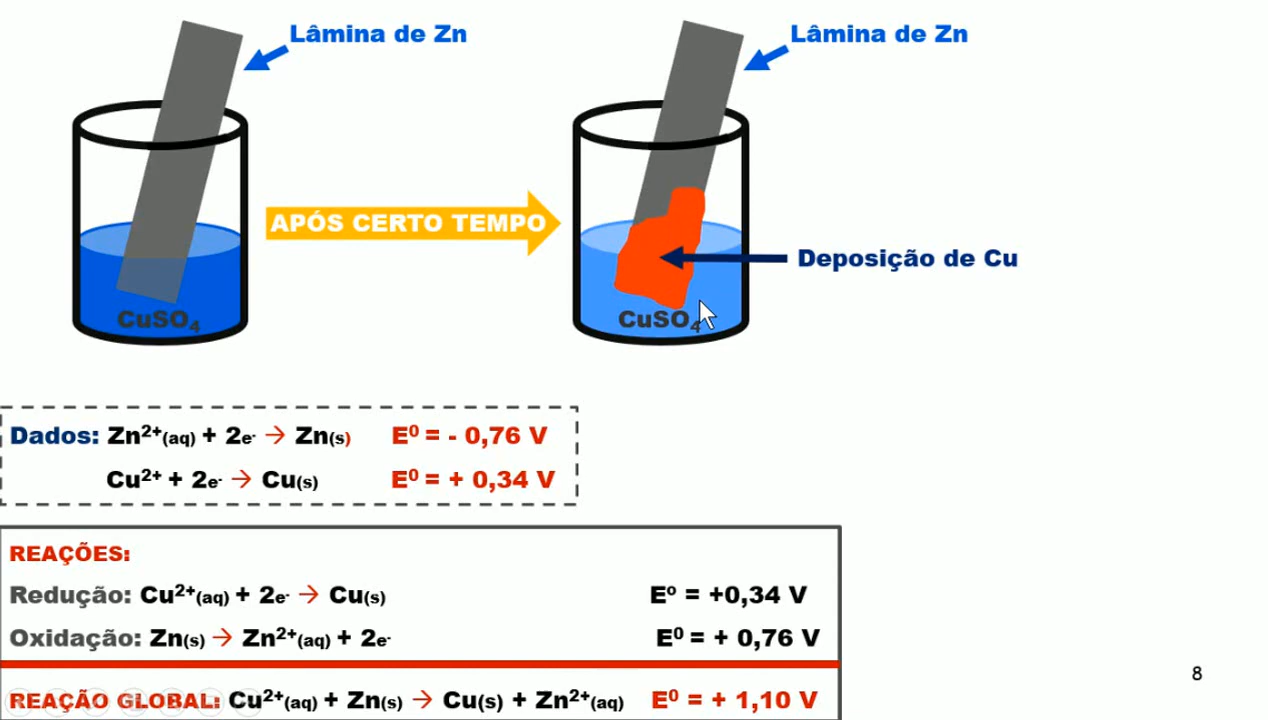 Lâmina de Zn
Lâmina de Zn
APÓS CERTO TEMPO
Deposição de Cu
CuSO₄
CuSO₄
Dados: Zn²⁺(aq) + 2e⁻ → Zn(s) E⁰ = - 0,76 V
Cu²⁺ + 2e⁻ → Cu(s) E⁰ = + 0,34 V
REAÇÕES:
Redução: Cu²⁺(aq) + 2e⁻ → Cu(s) Eº = +0,34 V
Oxidação: Zn(s) → Zn²⁺(aq) + 2e⁻ E⁰ = + 0,76 V
8
REAÇÃO GLOBAL: Cu²⁺(aq) + Zn(s) → Cu(s) + Zn²⁺(aq) E⁰ = + 1,10 V